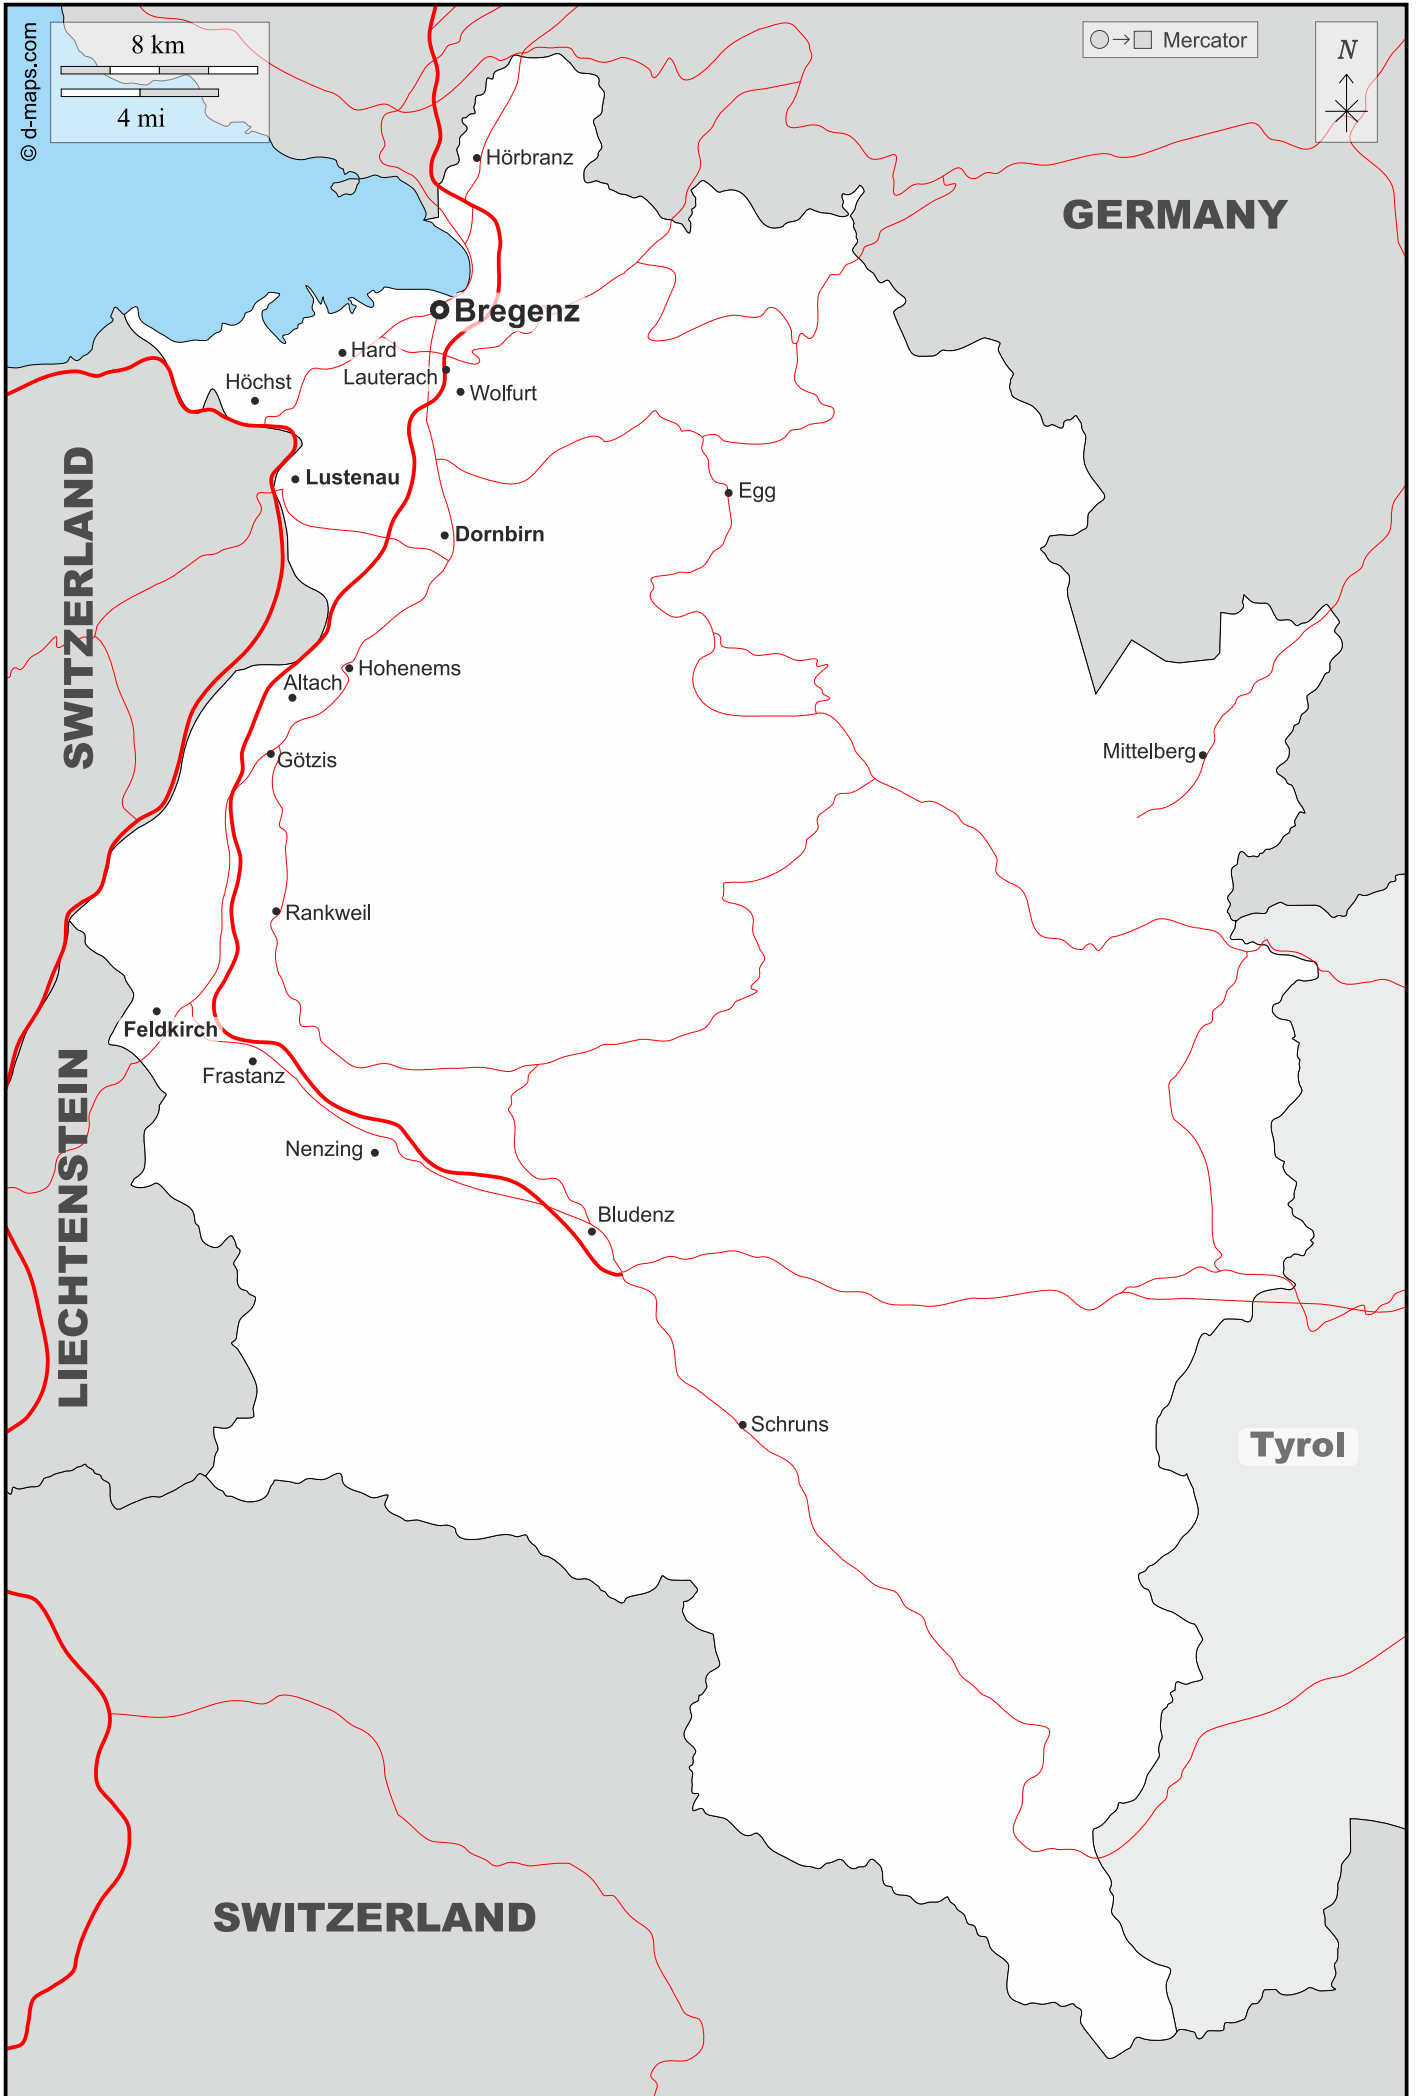 © d-maps.com
8 km
4 mi
Mercator
N
Hörbranz
GERMANY
Bregenz
Hard
Lauterach
Höchst
Wolfurt
Lustenau
Egg
SWITZERLAND
Dornbirn
Hohenems
Altach
Mittelberg
Götzis
Rankweil
Feldkirch
Frastanz
LIECHTENSTEIN
Nenzing
Bludenz
Schruns
Tyrol
SWITZERLAND